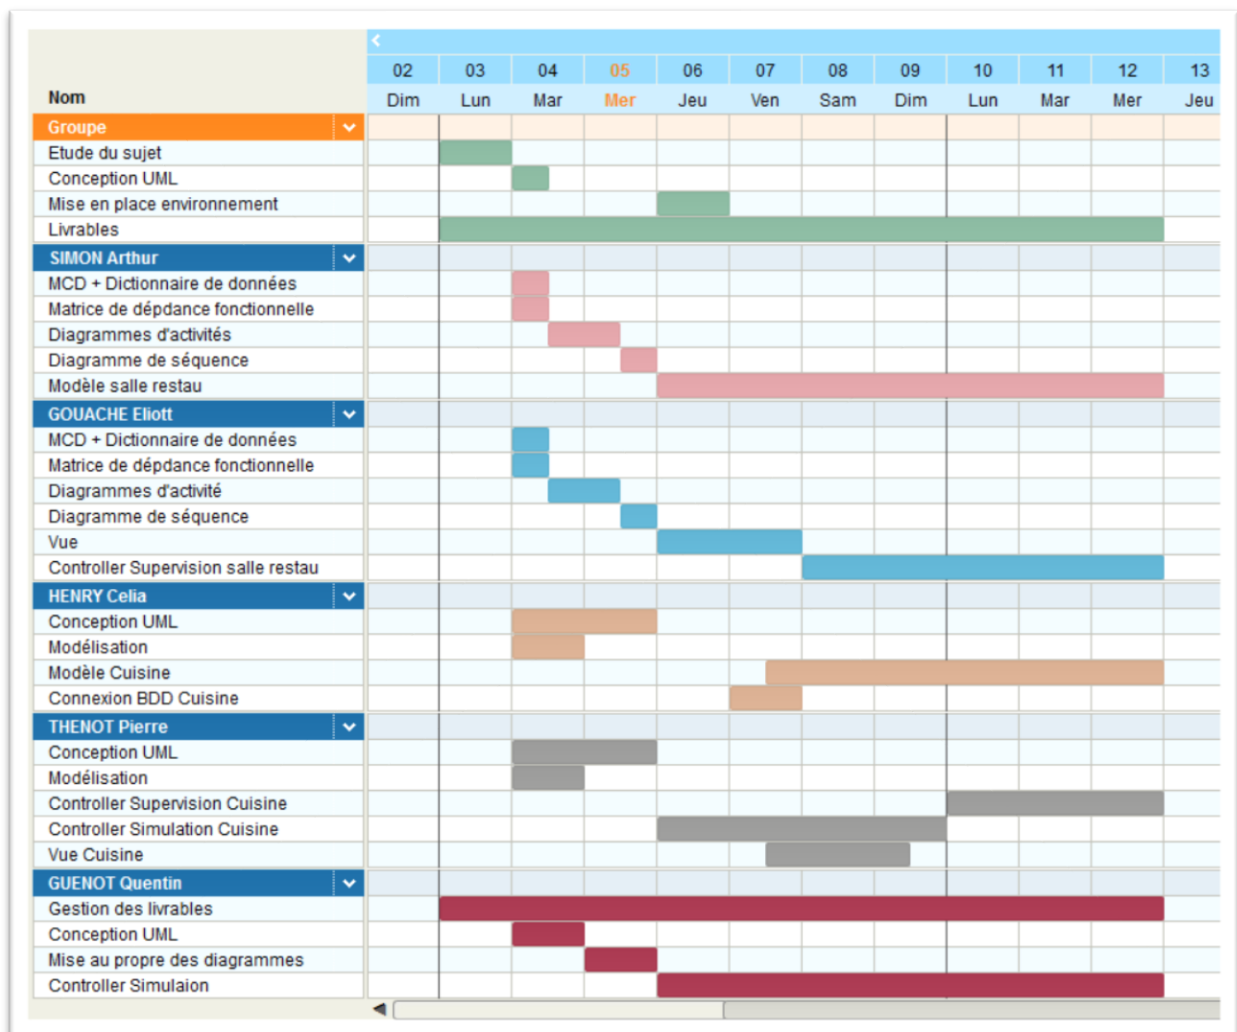 02 03 04 05 06 07 08 09 10 11 12 13
Nom Dim Lun Mar Mer Jeu Ven Sam Dim Lun Mar Mer Jeu
Groupe
Etude du sujet
Conception UML
Mise en place environnement
Livrables
SIMON Arthur
MCD + Dictionnaire de données
Matrice de dépdance fonctionnelle
Diagrammes d'activités
Diagramme de séquence
Modèle salle restau
GOUACHE Eliott
MCD + Dictionnaire de données
Matrice de dépdance fonctionnelle
Diagrammes d'activité
Diagramme de séquence
Vue
Controller Supervision salle restau
HENRY Celia
Conception UML
Modélisation
Modèle Cuisine
Connexion BDD Cuisine
THENOT Pierre
Conception UML
Modélisation
Controller Supervision Cuisine
Controller Simulation Cuisine
Vue Cuisine
GUENOT Quentin
Gestion des livrables
Conception UML
Mise au propre des diagrammes
Controller Simulaion